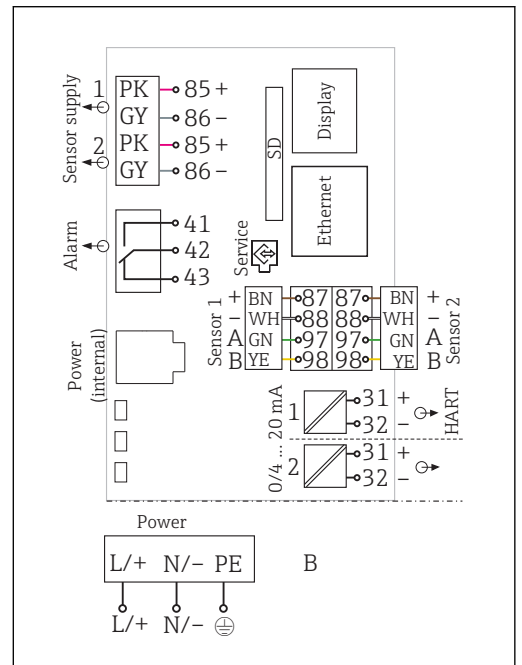 Sensor supply
1 PK 85 +
GY 86 –
2 PK 85 +
GY 86 –
SD
Display
Ethernet
Alarm
41
42
43
Service
Power
(internal)
Sensor 1
+ BN 87 87 BN +
– WH 88 88 WH –
A GN 97 97 GN A
B YE 98 98 YE B
Sensor 2
0/4 ... 20 mA
1 31 +
32 –
HART
2 31 +
32 –
Power
L/+ N/– PE
B
L/+ N/–